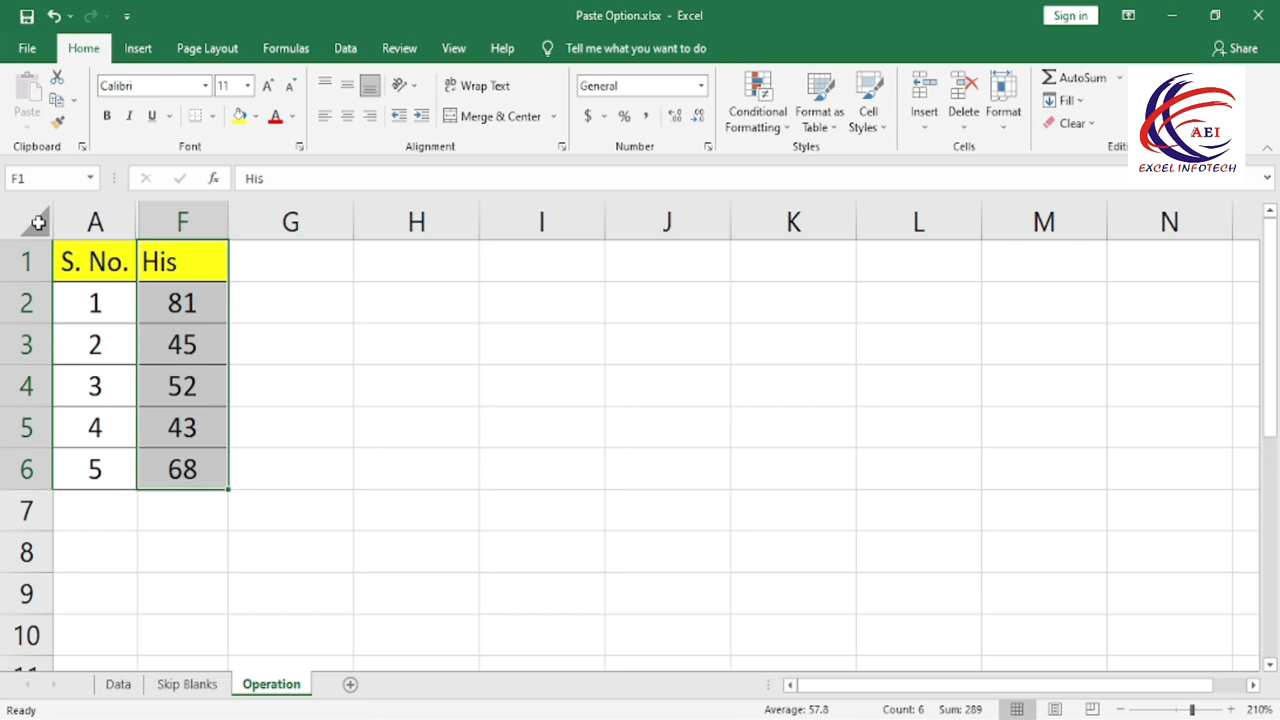 Paste Option.xlsx - Excel
Sign in
File Home Insert Page Layout Formulas Data Review View Help Tell me what you want to do Share
Paste
Calibri 11
B I U
Wrap Text
Merge & Center
General
$ % ,
Conditional Formatting
Format as Table
Cell Styles
Insert Delete Format
AutoSum
Fill
Clear
Clipboard Font Alignment Number Styles Cells Editi
AEI
EXCEL INFOTECH
F1 fx His
A F G H I J K L M N
1 S. No. His
2 1 81
3 2 45
4 3 52
5 4 43
6 5 68
7
8
9
10
11
Data Skip Blanks Operation
Ready Average: 57.8 Count: 6 Sum: 289 210%